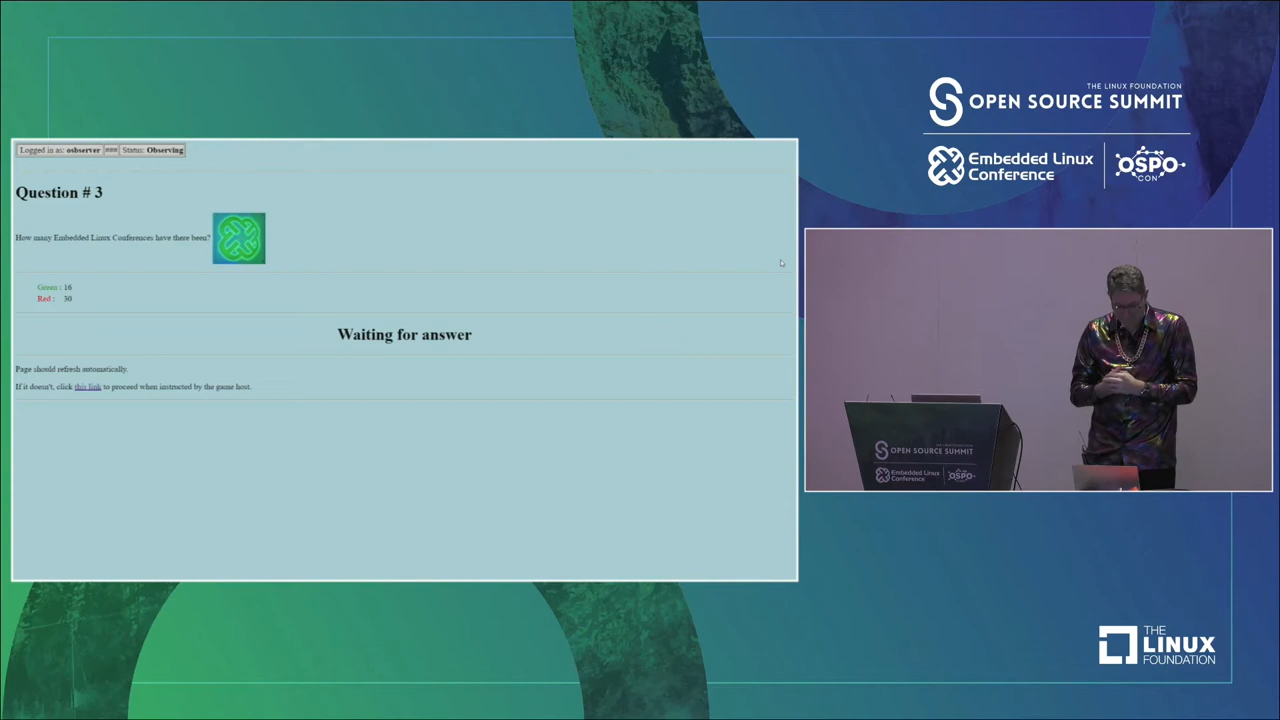 THE LINUX FOUNDATION
OPEN SOURCE SUMMIT
Embedded Linux
Conference
OSPO
CON
Logged in as: osbserver ### Status: Observing
Question # 3
How many Embedded Linux Conferences have there been?
Green : 16
Red : 30
Waiting for answer
Page should refresh automatically.
If it doesn't, click this link to proceed when instructed by the game host.
OPEN SOURCE SUMMIT
Embedded Linux
Conference
OSPO
CON
THE
LINUX
FOUNDATION